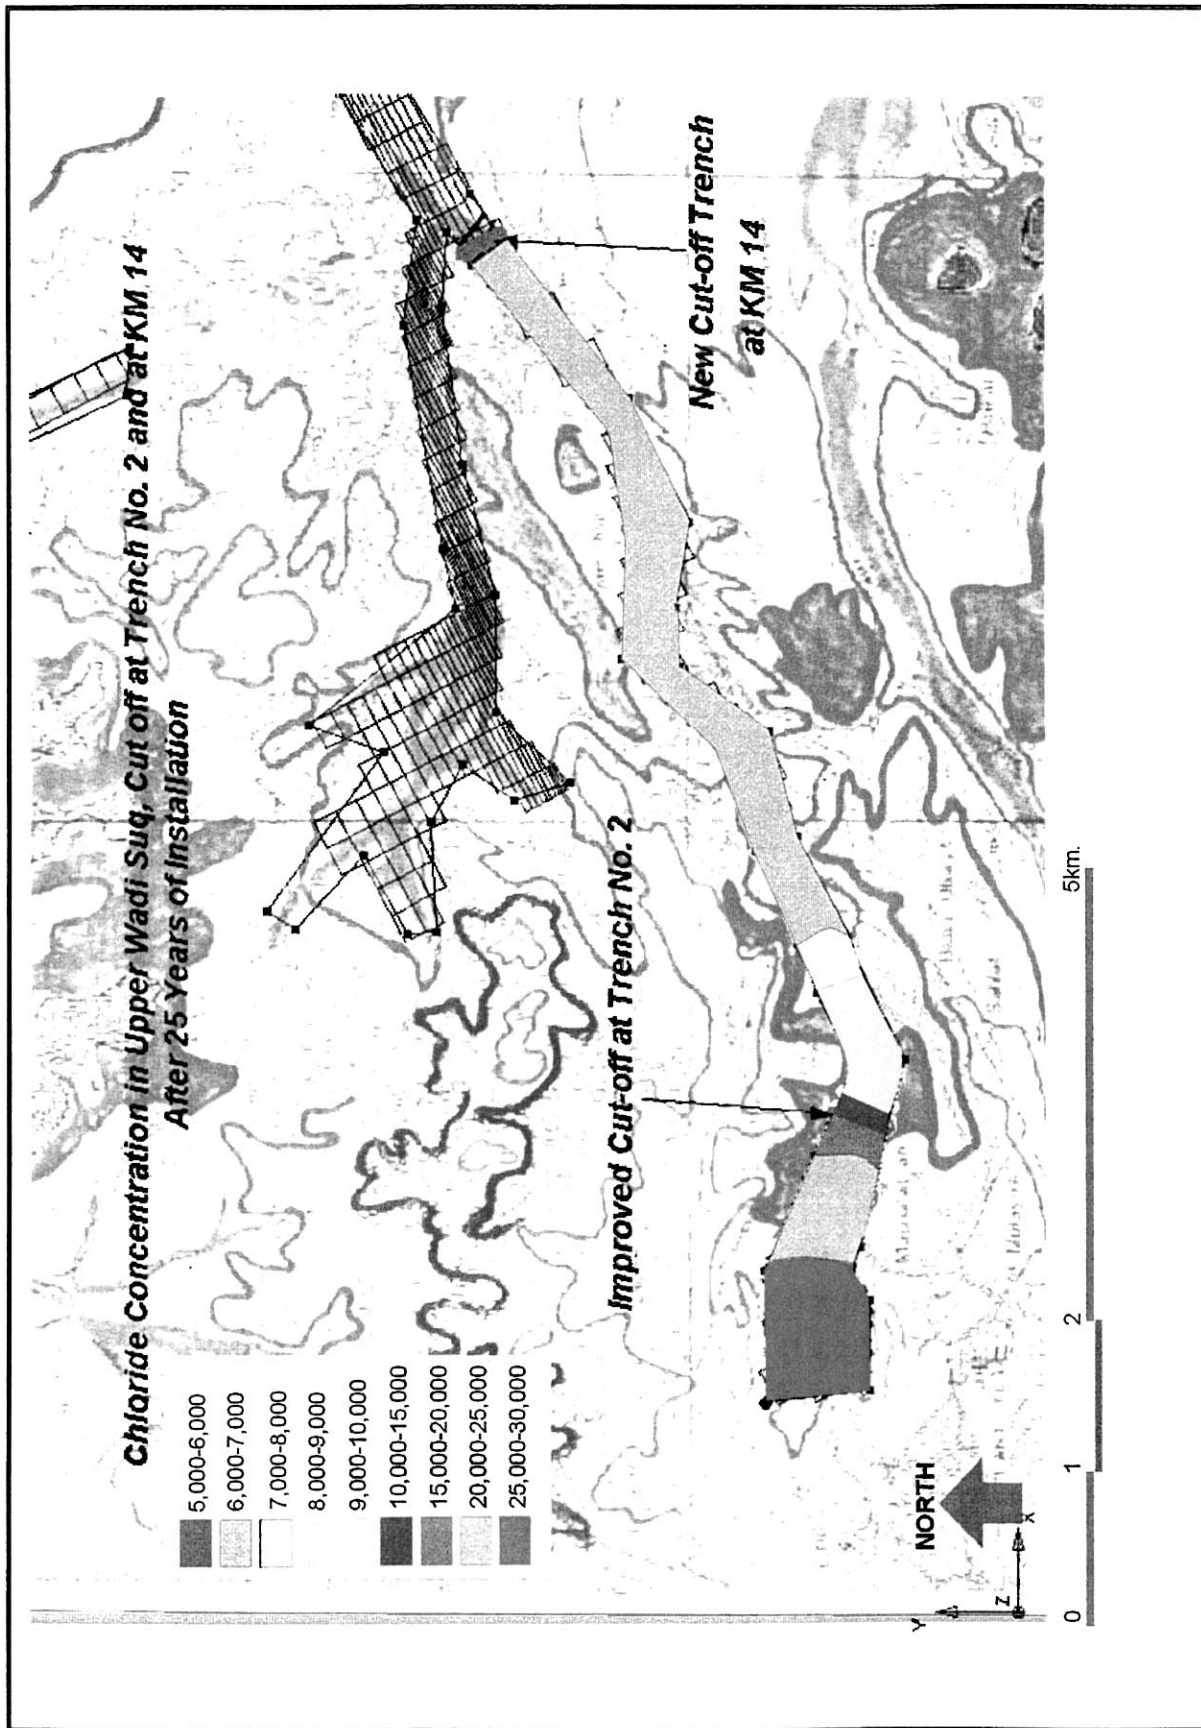 Chloride Concentration in Upper Wadi Suq, Cut off at Trench No. 2 and at KM 14
After 25 Years of Installation
5,000-6,000
6,000-7,000
7,000-8,000
8,000-9,000
9,000-10,000
10,000-15,000
15,000-20,000
20,000-25,000
25,000-30,000
Improved Cut-off at Trench No. 2
New Cut-off Trench
at KM 14
NORTH
Y
Z
X
0
1
2
5km.